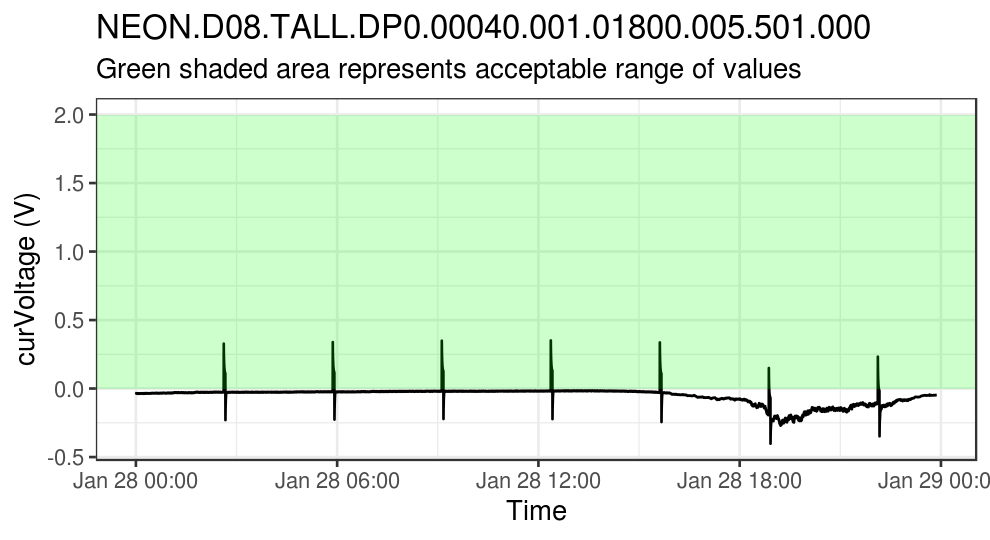 NEON.D08.TALL.DP0.00040.001.01800.005.501.000
Green shaded area represents acceptable range of values
curVoltage (V)
2.0
1.5
1.0
0.5
0.0
-0.5
Jan 28 00:00 Jan 28 06:00 Jan 28 12:00 Jan 28 18:00 Jan 29 00:0
Time